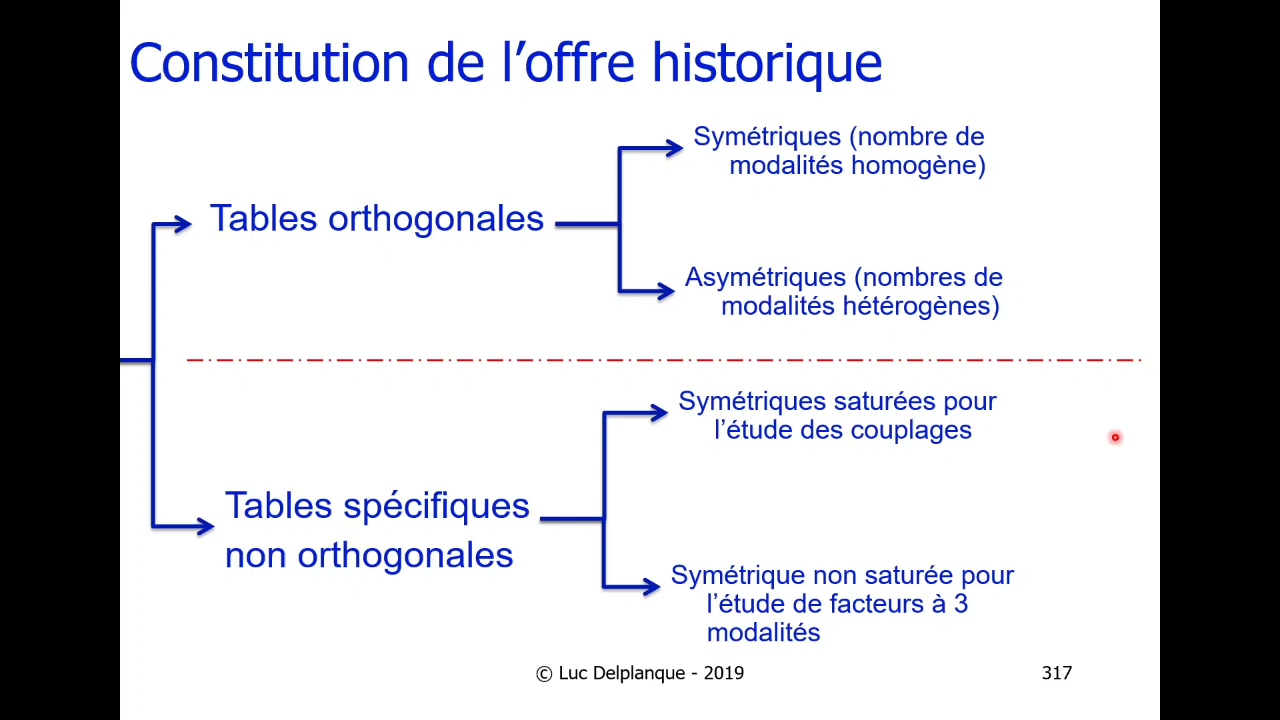 Constitution de l’offre historique
Symétriques (nombre de
modalités homogène)
Tables orthogonales
Asymétriques (nombres de
modalités hétérogènes)
Symétriques saturées pour
l’étude des couplages
Tables spécifiques
non orthogonales
Symétrique non saturée pour
l’étude de facteurs à 3
modalités
© Luc Delplanque - 2019
317